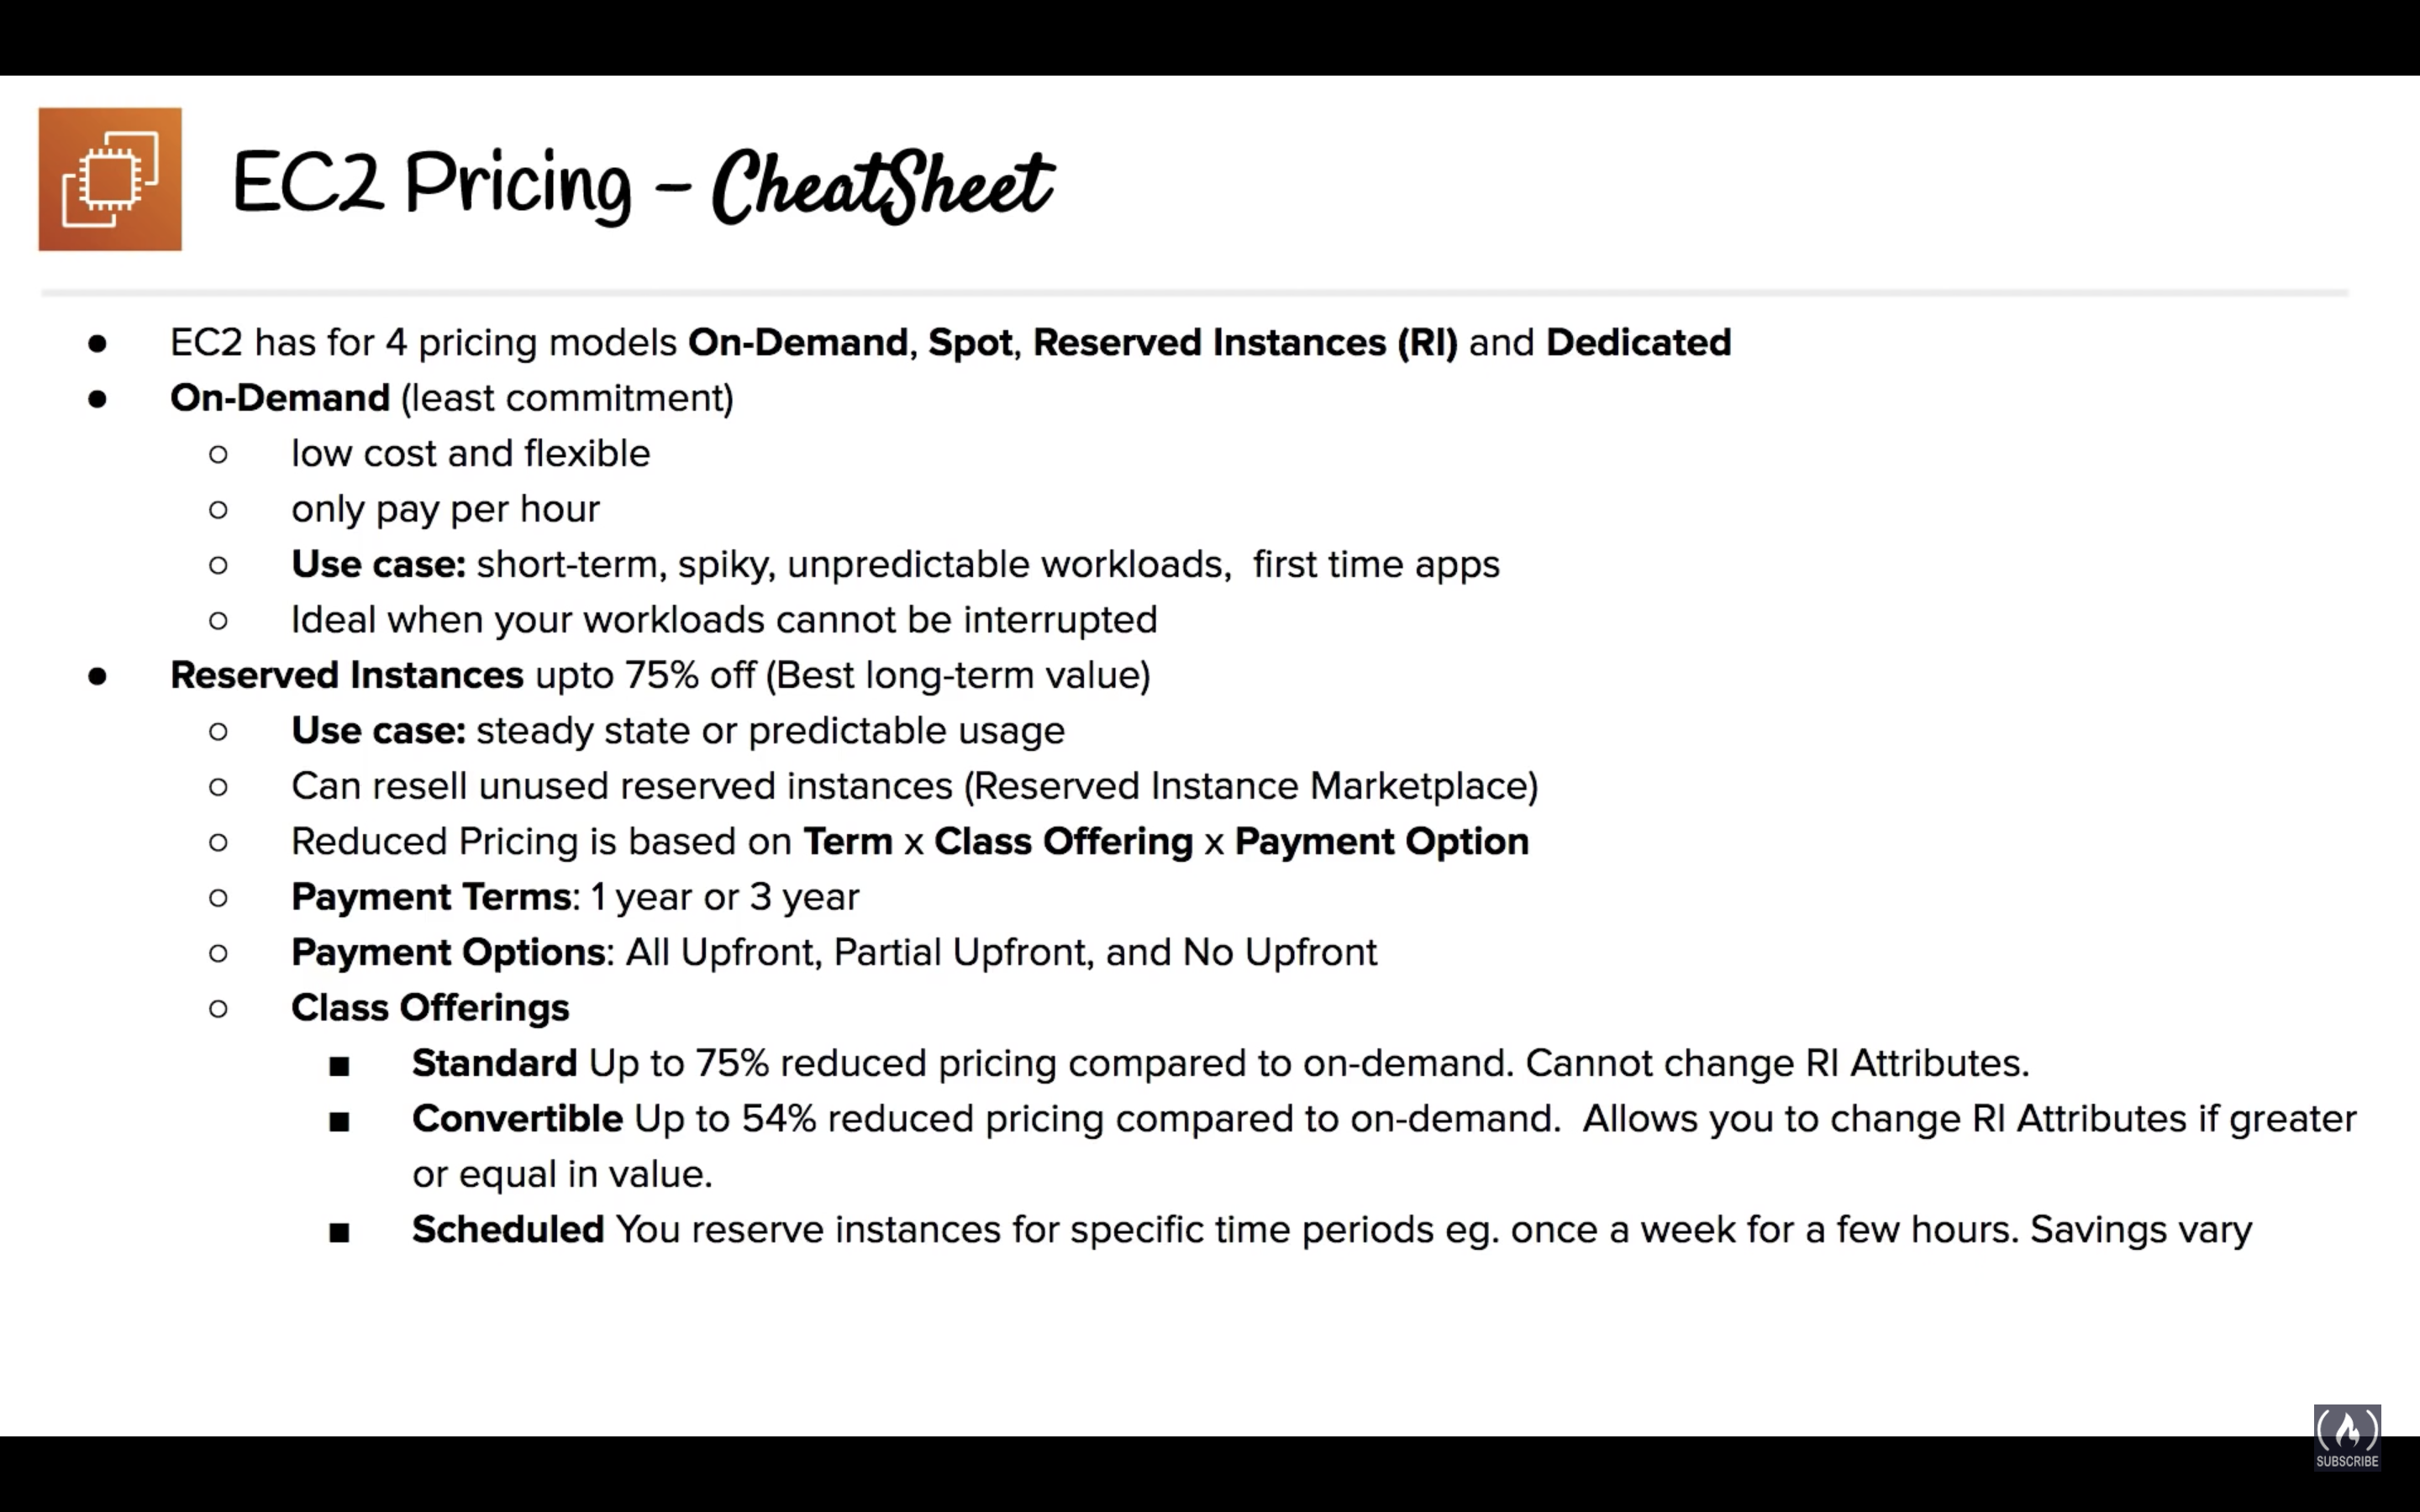 EC2 Pricing – CheatSheet
● EC2 has for 4 pricing models On-Demand, Spot, Reserved Instances (RI) and Dedicated
● On-Demand (least commitment)
○ low cost and flexible
○ only pay per hour
○ Use case: short-term, spiky, unpredictable workloads,  first time apps
○ Ideal when your workloads cannot be interrupted
● Reserved Instances upto 75% off (Best long-term value)
○ Use case: steady state or predictable usage
○ Can resell unused reserved instances (Reserved Instance Marketplace)
○ Reduced Pricing is based on Term x Class Offering x Payment Option
○ Payment Terms: 1 year or 3 year
○ Payment Options: All Upfront, Partial Upfront, and No Upfront
○ Class Offerings
■ Standard Up to 75% reduced pricing compared to on-demand. Cannot change RI Attributes.
■ Convertible Up to 54% reduced pricing compared to on-demand.  Allows you to change RI Attributes if greater
or equal in value.
■ Scheduled You reserve instances for specific time periods eg. once a week for a few hours. Savings vary
SUBSCRIBE